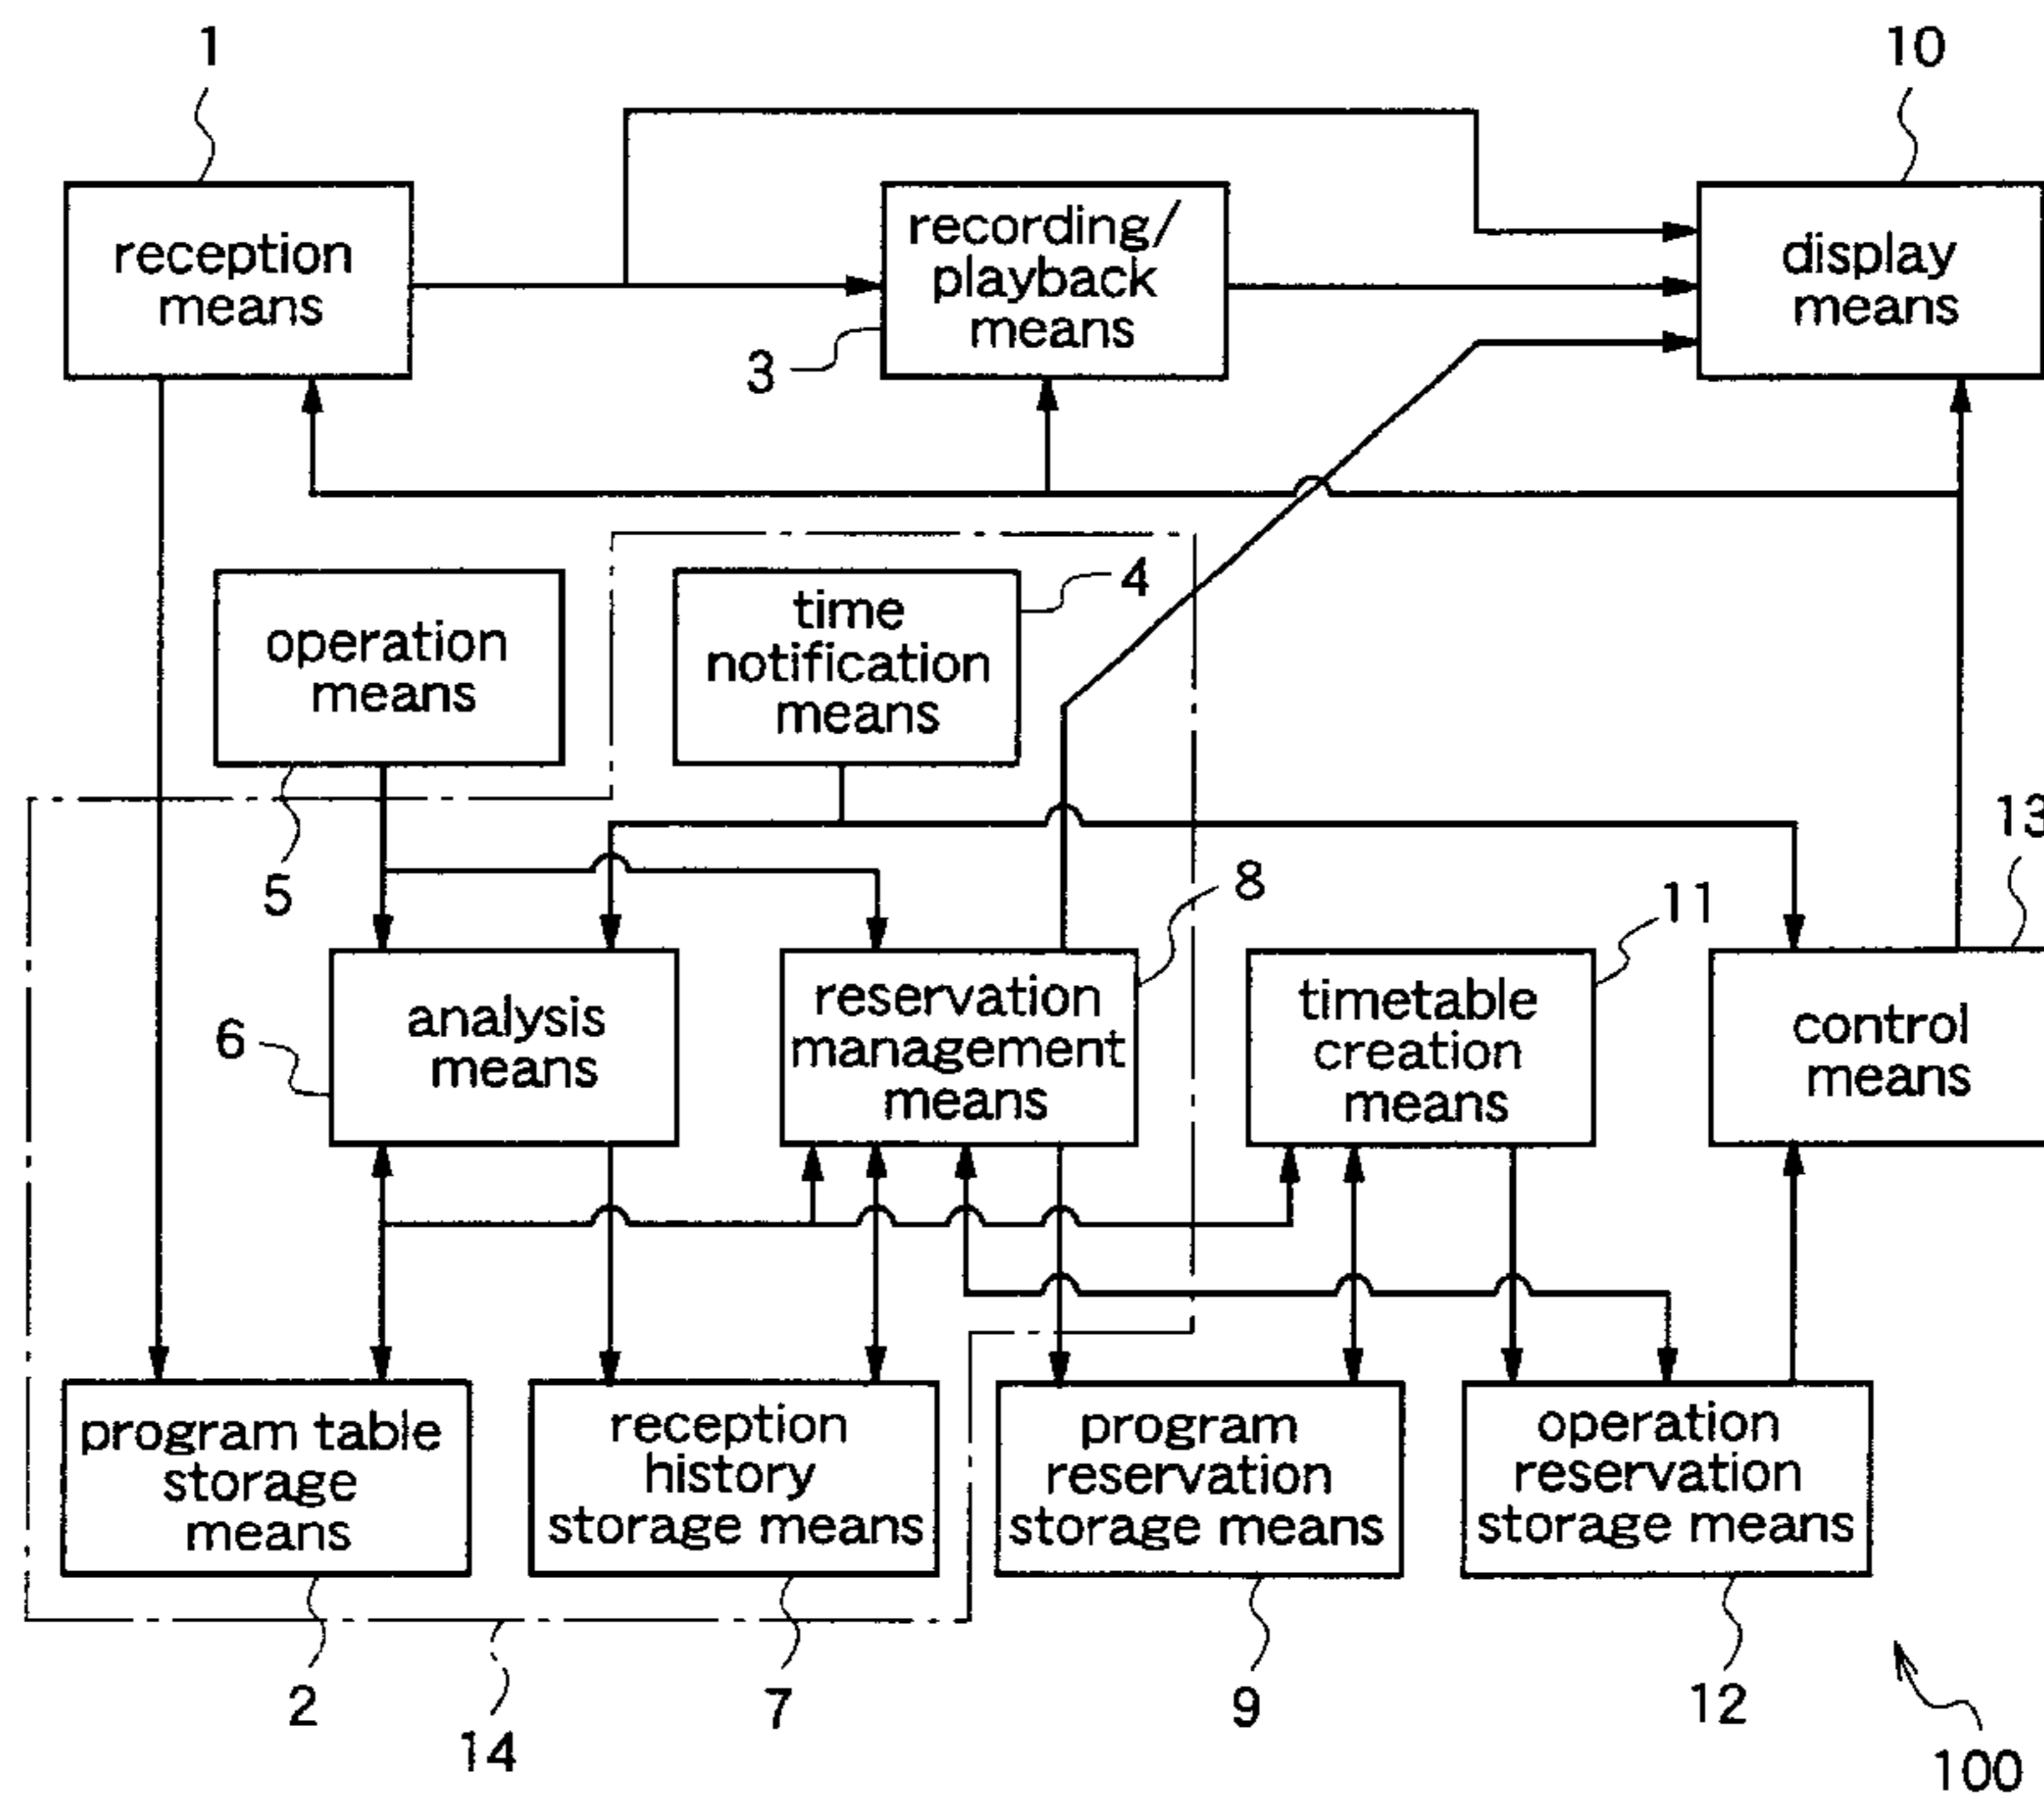 1
10
reception
means
recording/
playback
means
3
display
means
operation
means
5
time
notification
means
4
13
8
11
analysis
means
6
reservation
management
means
timetable
creation
means
control
means
program table
storage
means
reception
history
storage means
program
reservation
storage means
operation
reservation
storage means
2
14
7
9
12
100